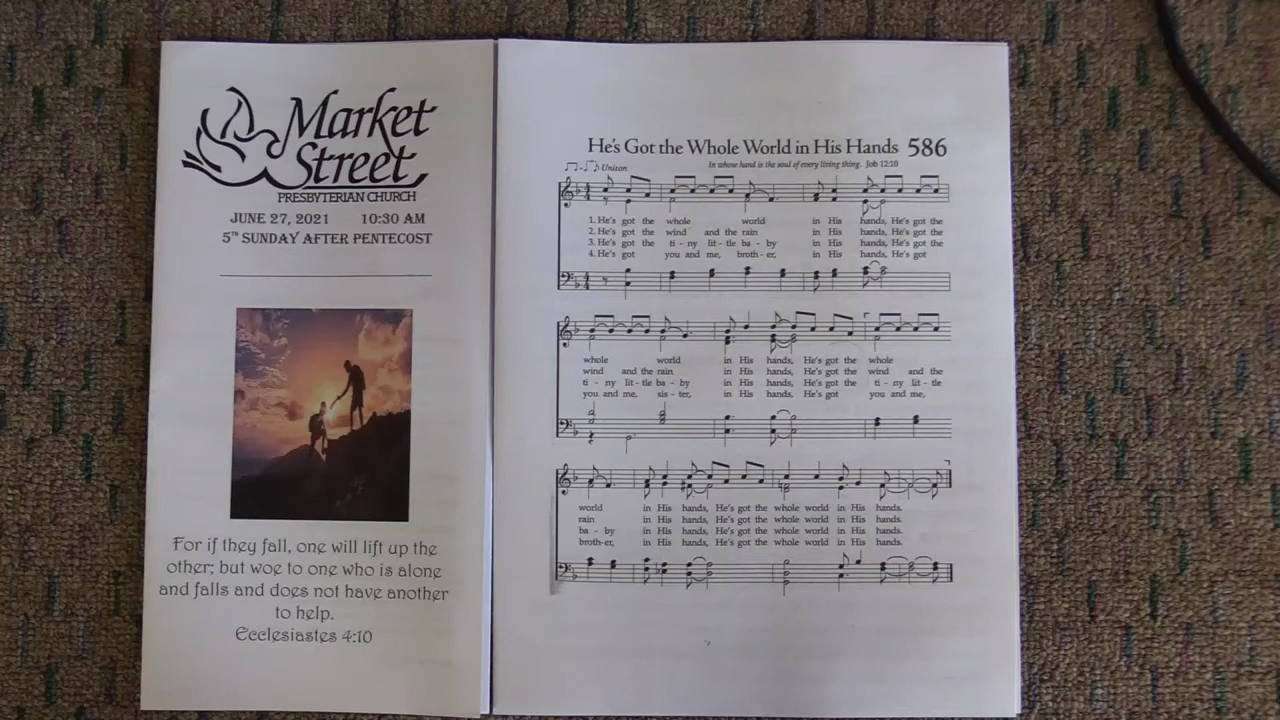 Market
Street
PRESBYTERIAN CHURCH
JUNE 27, 2021 10:30 AM
5TH SUNDAY AFTER PENTECOST
For if they fall, one will lift up the
other; but woe to one who is alone
and falls and does not have another
to help.
Ecclesiastes 4:10
He's Got the Whole World in His Hands 586
Unison In whose hand is the soul of every living thing. Job 12:10
1. He's got the whole world in His hands, He's got the
2. He's got the wind and the rain in His hands, He's got the
3. He's got the ti - ny lit - tle ba - by in His hands, He's got the
4. He's got you and me, broth - er, in His hands, He's got
whole world in His hands, He's got the whole
wind and the rain in His hands, He's got the wind and the
ti - ny lit - tle ba - by in His hands, He's got the ti - ny lit - tle
you and me, sis - ter, in His hands, He's got you and me,
world in His hands, He's got the whole world in His hands.
rain in His hands, He's got the whole world in His hands.
ba - by in His hands, He's got the whole world in His hands.
broth-er, in His hands, He's got the whole world in His hands.